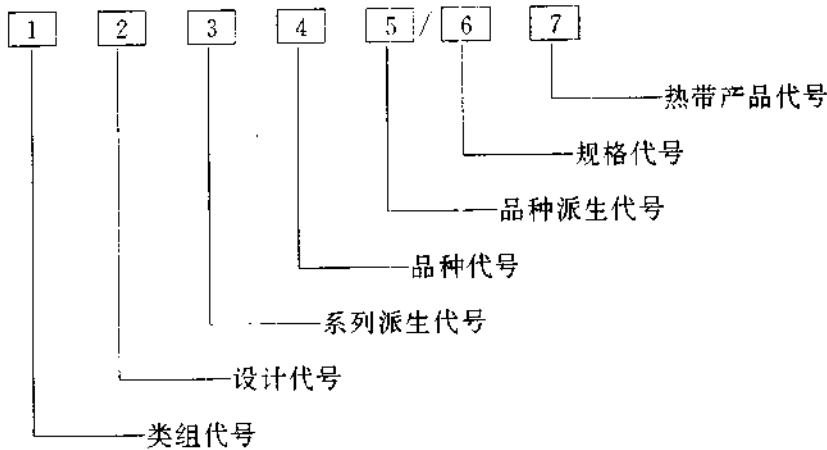 1 2 3 4 5 / 6 7
热带产品代号
规格代号
品种派生代号
品种代号
系列派生代号
设计代号
类组代号